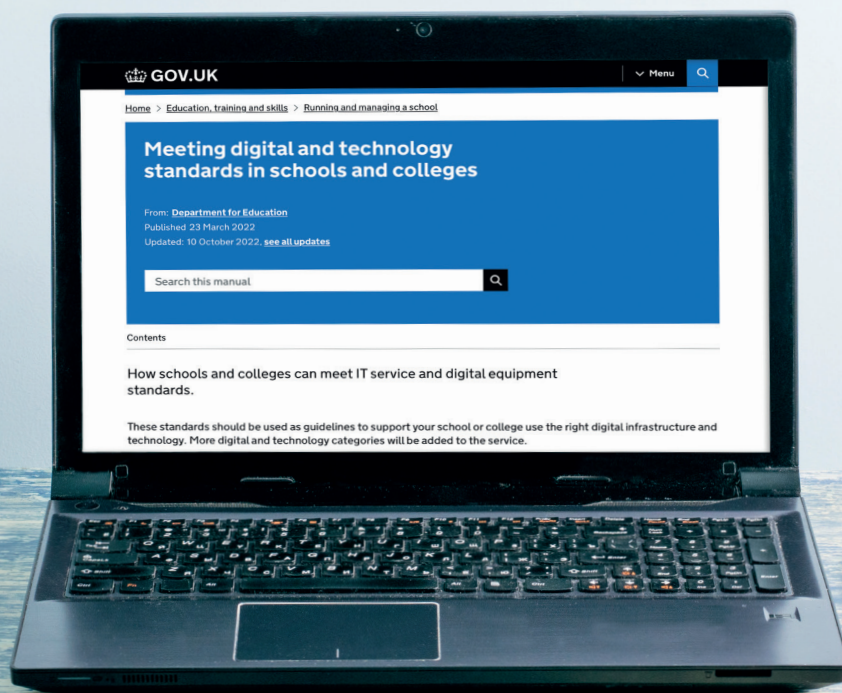 GOV.UK
Menu
Home > Education, training and skills > Running and managing a school
Meeting digital and technology
standards in schools and colleges
From: Department for Education
Published 23 March 2022
Updated: 10 October 2022, see all updates
Search this manual
Contents
How schools and colleges can meet IT service and digital equipment
standards.
These standards should be used as guidelines to support your school or college use the right digital infrastructure and
technology. More digital and technology categories will be added to the service.